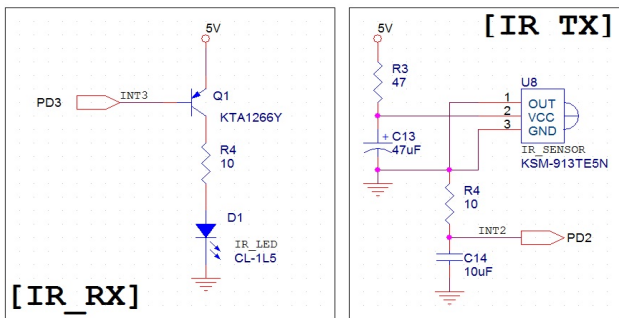 5V
Q1
PD3
INT3
KTA1266Y
R4
10
D1
IR_LED
CL-1L5
[IR_RX]
[IR TX]
5V
R3
47
U8
1 OUT
2 VCC
3 GND
+ C13
47uF
IR_SENSOR
KSM-913TE5N
R4
10
INT2
PD2
C14
10uF